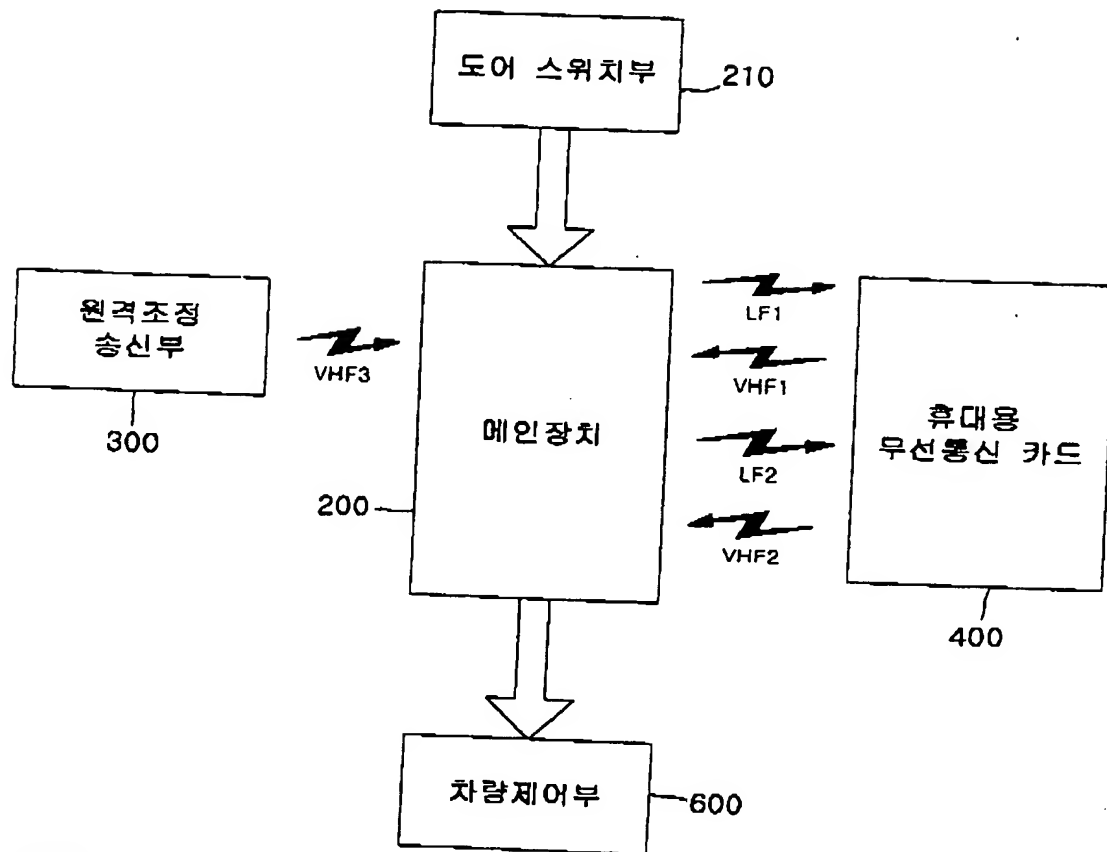 도어 스위치부
210
원격조정
송신부
300
VHF3
메인장치
200
LF1
VHF1
LF2
VHF2
휴대용
무선통신 카드
400
차량제어부
600